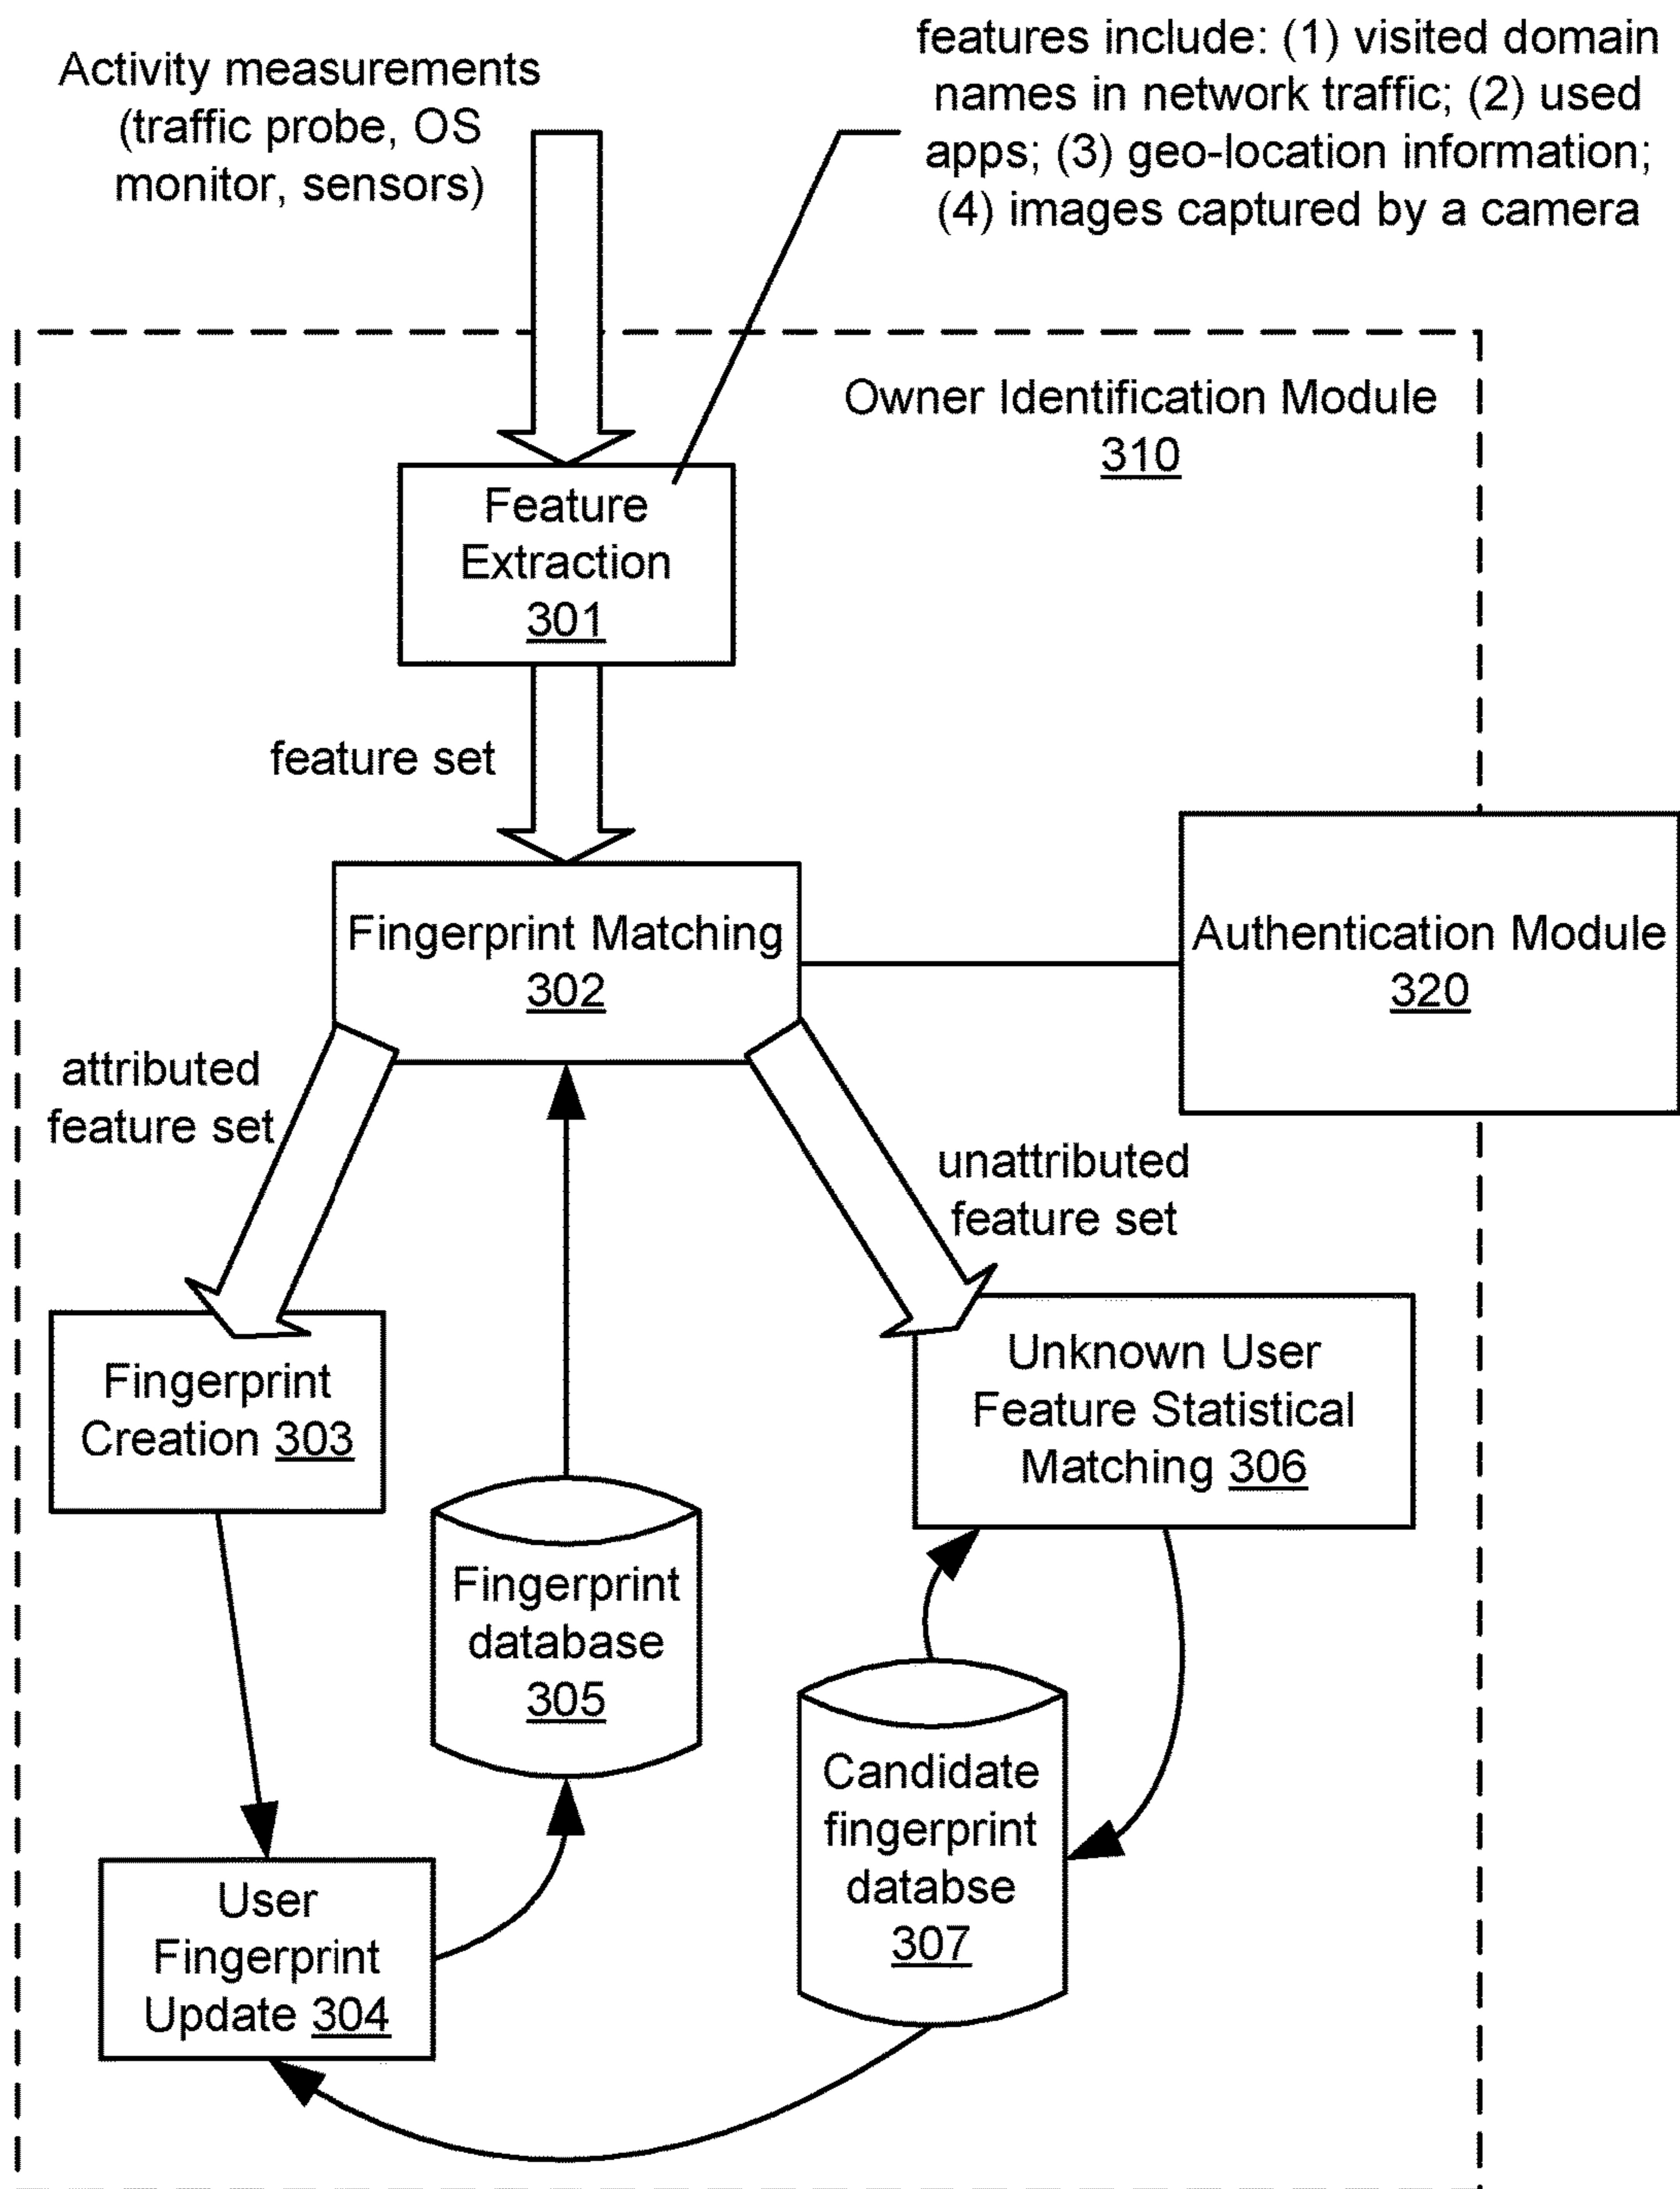 Activity measurements
(traffic probe, OS
monitor, sensors)
features include: (1) visited domain
names in network traffic; (2) used
apps; (3) geo-location information;
(4) images captured by a camera
Owner Identification Module
310
Feature
Extraction
301
feature set
Fingerprint Matching
302
Authentication Module
320
attributed
feature set
unattributed
feature set
Fingerprint
Creation 303
Unknown User
Feature Statistical
Matching 306
Fingerprint
database
305
Candidate
fingerprint
databse
307
User
Fingerprint
Update 304